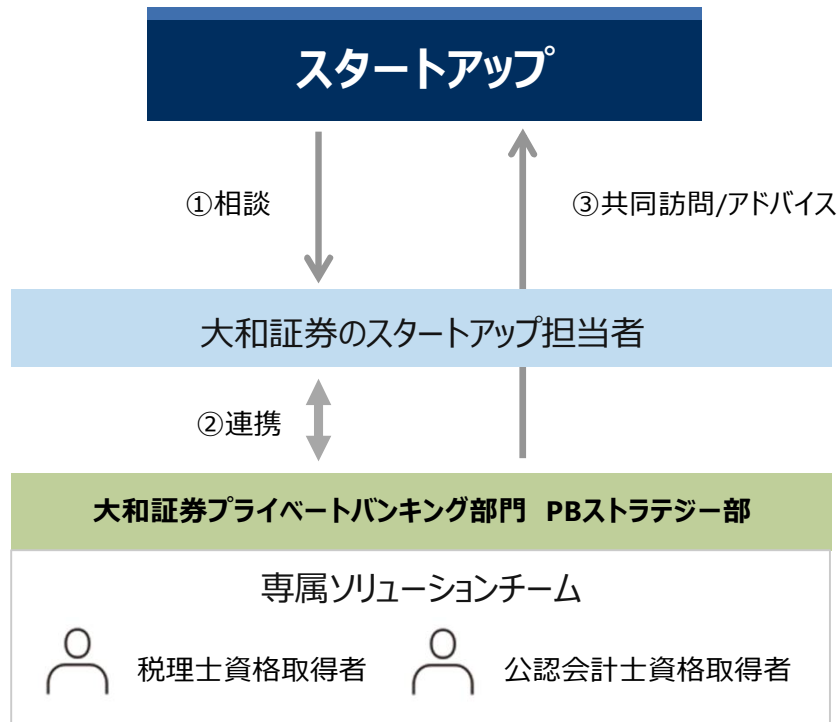 スタートアップ
①相談
③共同訪問/アドバイス
大和証券のスタートアップ担当者
②連携
大和証券プライベートバンキング部門 PBストラテジー部
専属ソリューションチーム
税理士資格取得者
公認会計士資格取得者